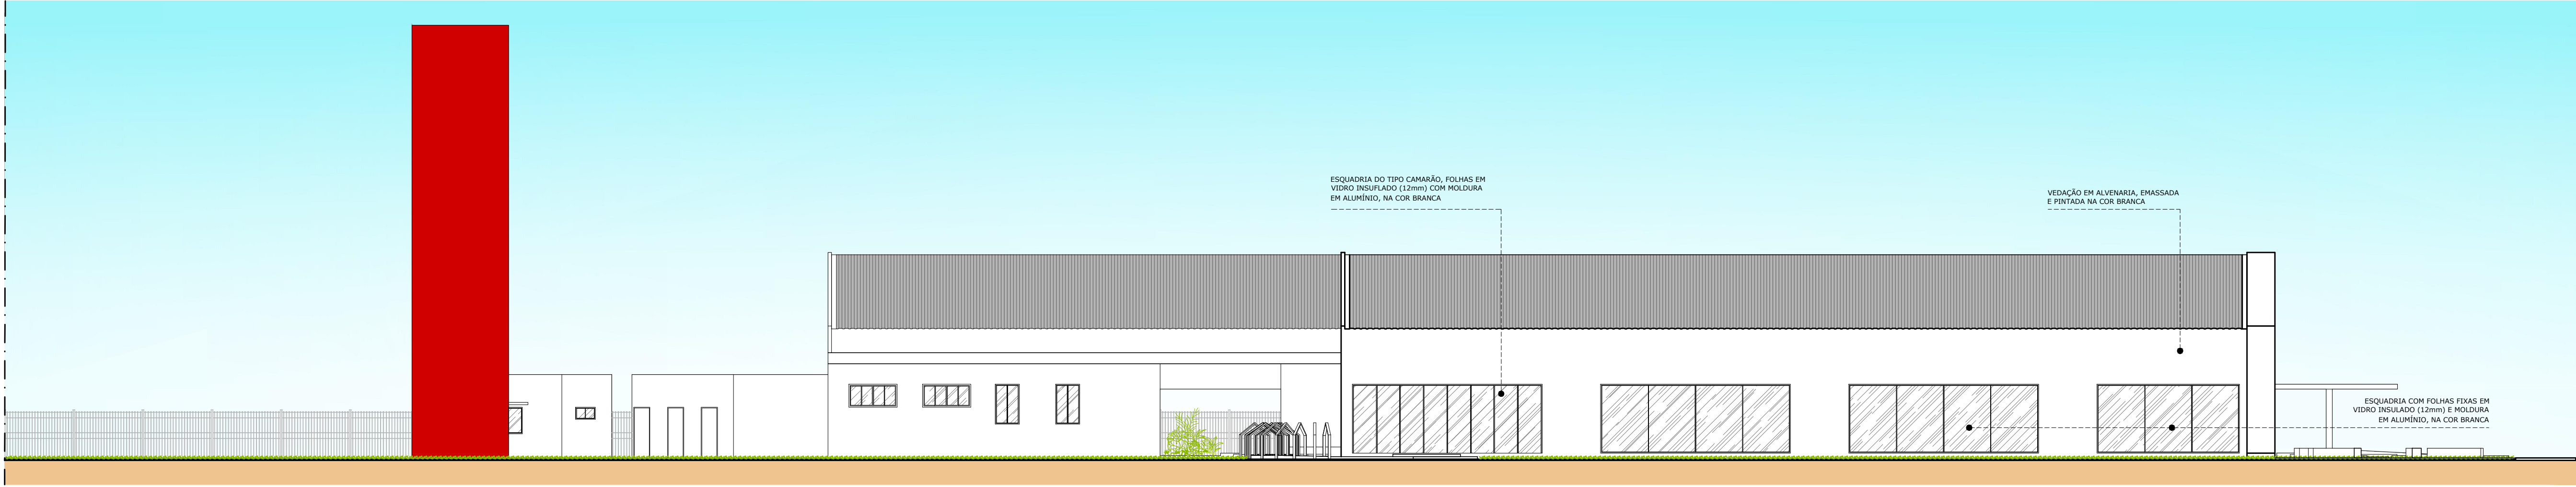 ESQUADRIA DO TIPO CAMARÃO, FOLHAS EM
VIDRO INSUFLADO (12mm) COM MOLDURA
EM ALUMÍNIO, NA COR BRANCA
VEDAÇÃO EM ALVENARIA, EMASSADA
E PINTADA NA COR BRANCA
ESQUADRIA COM FOLHAS FIXAS EM
VIDRO INSULADO (12mm) E MOLDURA
EM ALUMÍNIO, NA COR BRANCA